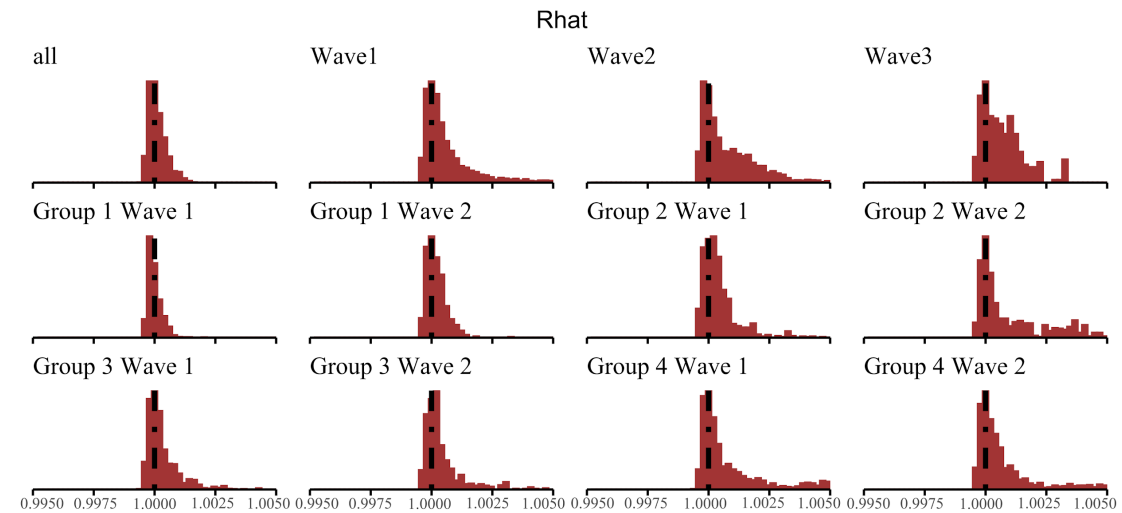 Rhat
all Wave1 Wave2 Wave3
Group 1 Wave 1 Group 1 Wave 2 Group 2 Wave 1 Group 2 Wave 2
Group 3 Wave 1 Group 3 Wave 2 Group 4 Wave 1 Group 4 Wave 2
0.9950 0.9975 1.0000 1.0025 1.0050 0.9950 0.9975 1.0000 1.0025 1.0050 0.9950 0.9975 1.0000 1.0025 1.0050 0.9950 0.9975 1.0000 1.0025 1.0050